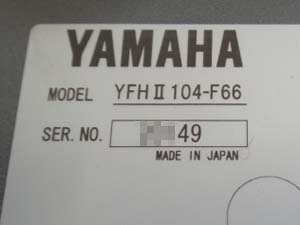 YAMAHA
MODEL YFH II 104-F66
SER. NO. 49
MADE IN JAPAN